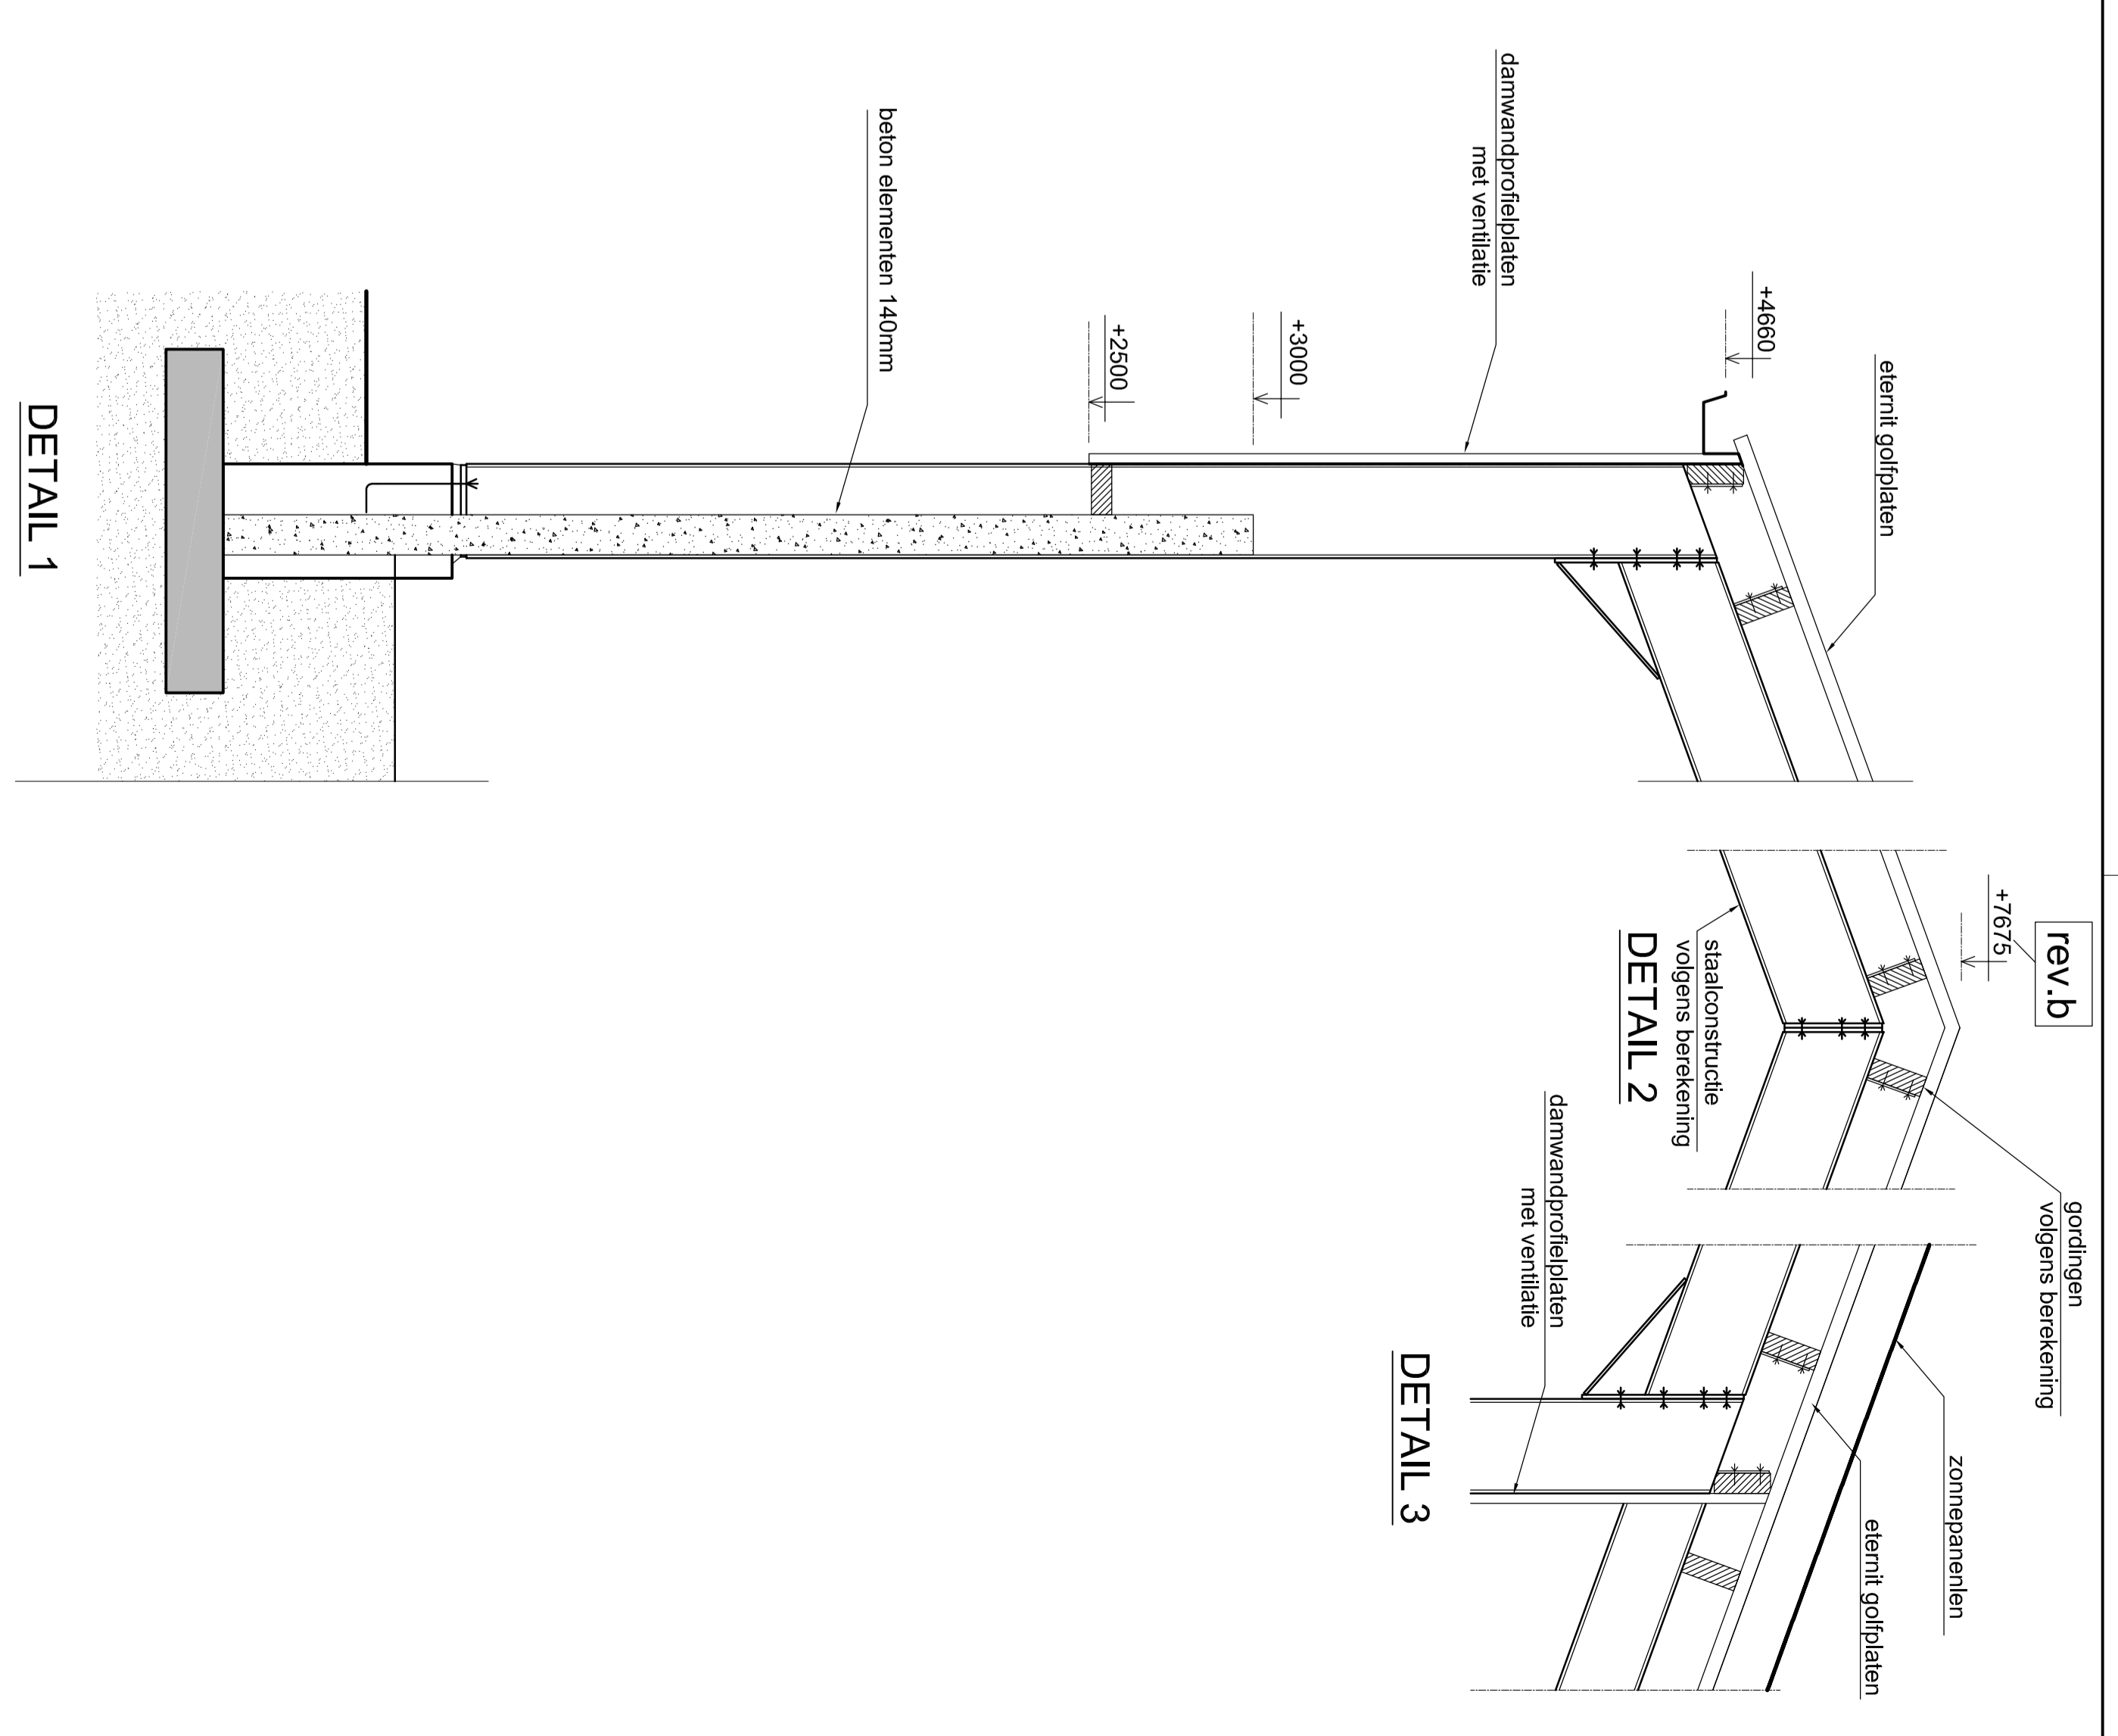 rev.b
+7675
gordingen
volgens berekening
zonnepanenlen
eternit golfplaten
+4660
eternit golfplaten
staalconstructie
volgens berekening
DETAIL 2
damwandprofielplaten
met ventilatie
damwandprofielplaten
met ventilatie
DETAIL 3
+3000
+2500
beton elementen 140mm
DETAIL 1